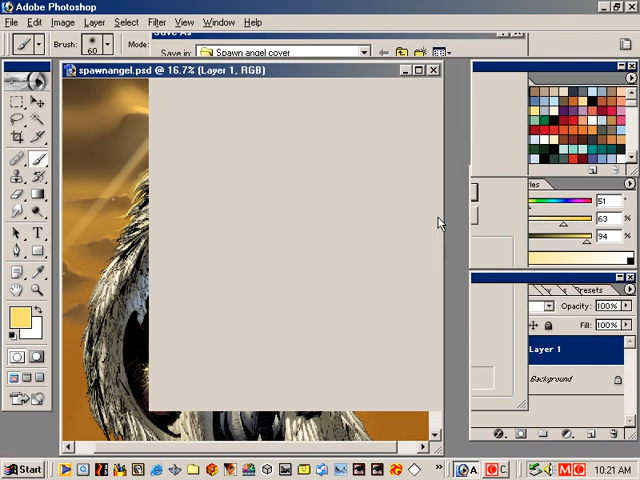 Adobe Photoshop
File Edit Image Layer Select Filter View Window Help
Brush: 60 Mode:
Save in: Spawn angel cover
spawnangel.psd @ 16.7% (Layer 1, RGB)
51
63 %
94 %
Presets
Opacity: 100%
Fill: 100%
Layer 1
Background
Start
A.
C.
10:21 AM